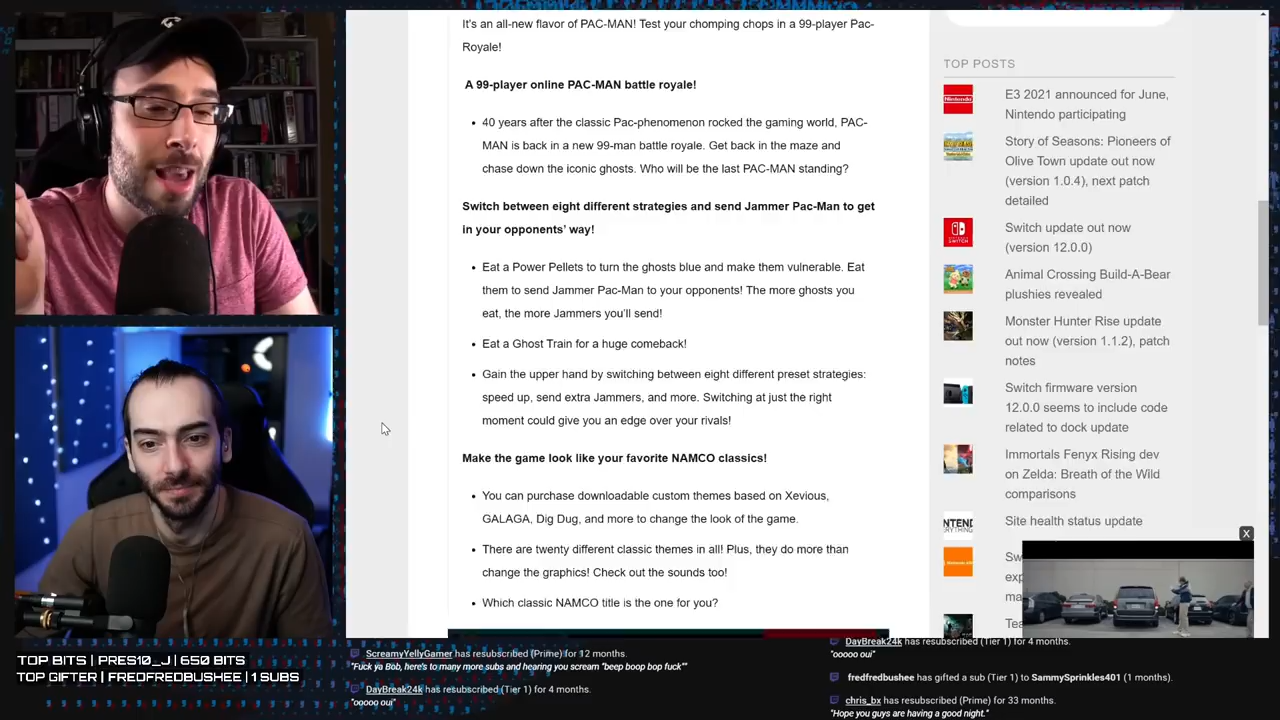 It's an all-new flavor of PAC-MAN! Test your chomping chops in a 99-player Pac-
Royale!
A 99-player online PAC-MAN battle royale!
• 40 years after the classic Pac-phenomenon rocked the gaming world, PAC-
MAN is back in a new 99-man battle royale. Get back in the maze and
chase down the iconic ghosts. Who will be the last PAC-MAN standing?
Switch between eight different strategies and send Jammer Pac-Man to get
in your opponents' way!
• Eat a Power Pellets to turn the ghosts blue and make them vulnerable. Eat
them to send Jammer Pac-Man to your opponents! The more ghosts you
eat, the more Jammers you'll send!
• Eat a Ghost Train for a huge comeback!
• Gain the upper hand by switching between eight different preset strategies:
speed up, send extra Jammers, and more. Switching at just the right
moment could give you an edge over your rivals!
Make the game look like your favorite NAMCO classics!
• You can purchase downloadable custom themes based on Xevious,
GALAGA, Dig Dug, and more to change the look of the game.
• There are twenty different classic themes in all! Plus, they do more than
change the graphics! Check out the sounds too!
• Which classic NAMCO title is the one for you?
TOP POSTS
E3 2021 announced for June,
Nintendo participating
Story of Seasons: Pioneers of
Olive Town update out now
(version 1.0.4), next patch
detailed
Switch update out now
(version 12.0.0)
Animal Crossing Build-A-Bear
plushies revealed
Monster Hunter Rise update
out now (version 1.1.2), patch
notes
Switch firmware version
12.0.0 seems to include code
related to dock update
Immortals Fenyx Rising dev
on Zelda: Breath of the Wild
comparisons
Site health status update
X
TOP BITS | PRES10_J | 650 BITS
TOP GIFTER | FREDFREDBUSHEE | 1 SUBS
ScreamyYellyGamer has resubscribed (Prime) for 12 months.
"Fuck ya Bob, here's to many more subs and hearing you scream "beep boop bop fuck""
DayBreak24k has resubscribed (Tier 1) for 4 months.
"ooooo oui"
DayBreak24k has resubscribed (Tier 1) for 4 months.
"ooooo oui"
fredfredbushee has gifted a sub (Tier 1) to SammySprinkles401 (1 months).
chris_bx has resubscribed (Prime) for 33 months.
"Hope you guys are having a good night."